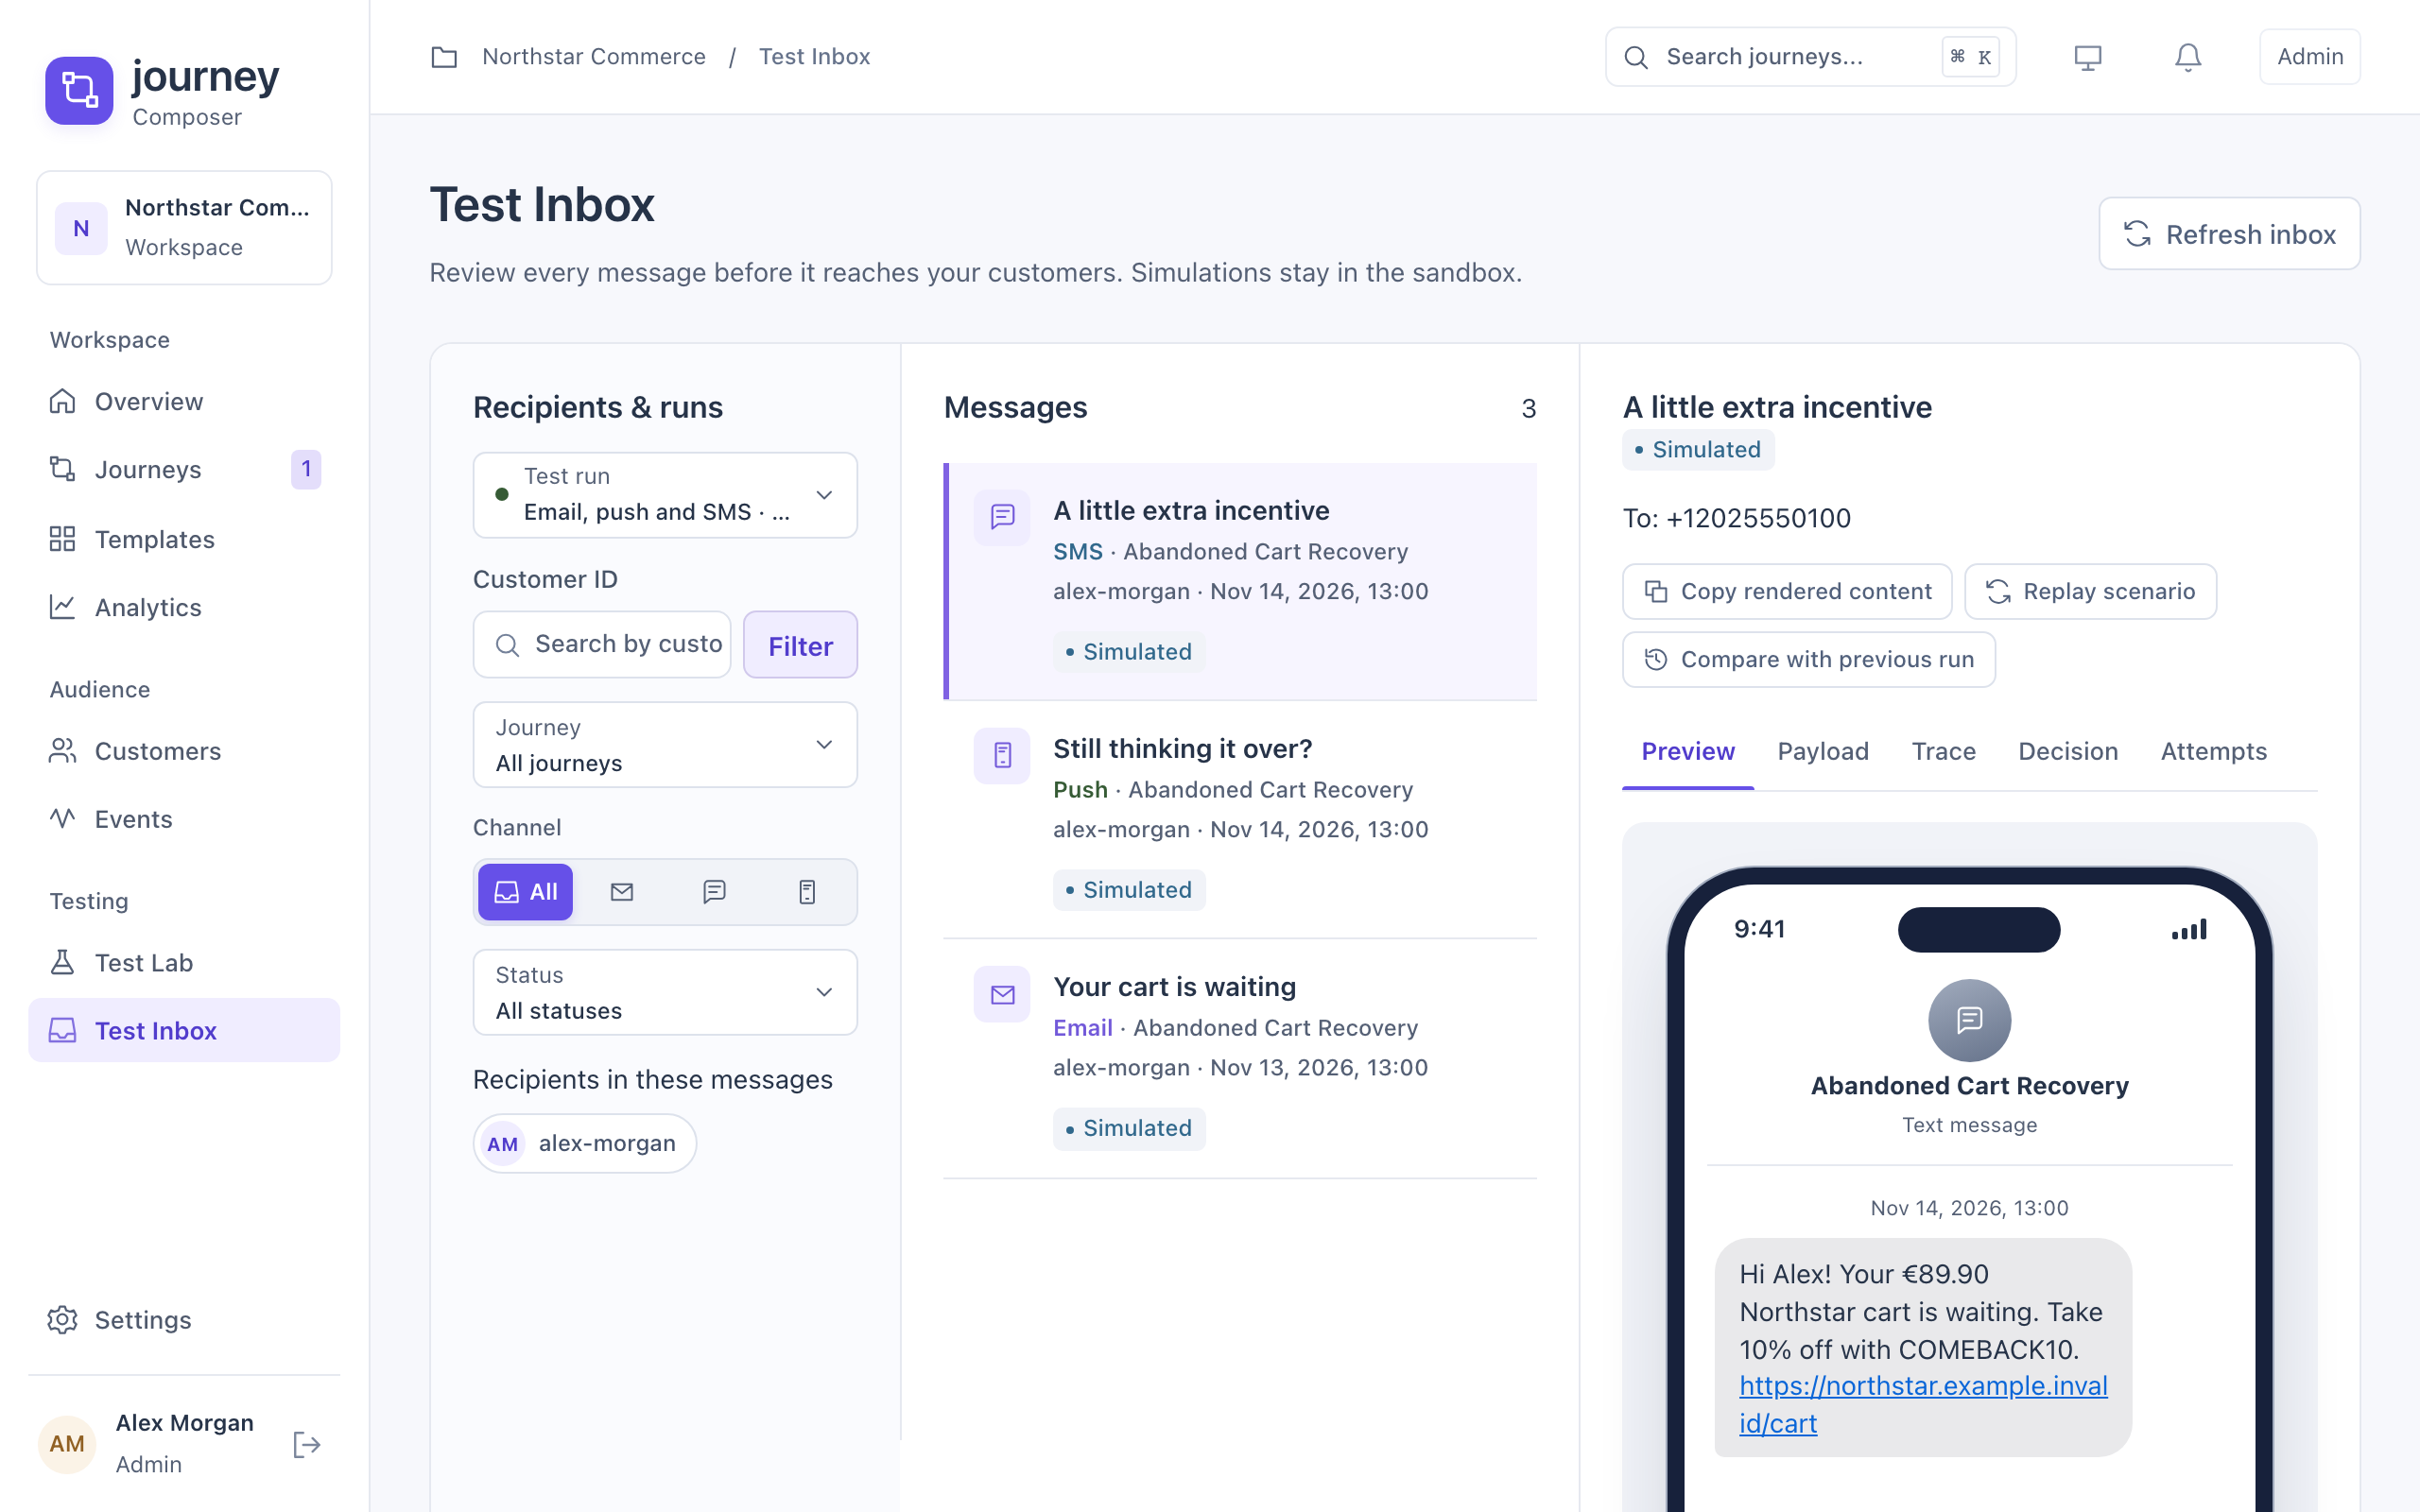 journey
Composer
N
Northstar Com...
Workspace
Workspace
Overview
Journeys
1
Templates
Analytics
Audience
Customers
Events
Testing
Test Lab
Test Inbox
Settings
AM
Alex Morgan
Admin
Northstar Commerce / Test Inbox
Search journeys...
⌘ K
Admin
Test Inbox
Review every message before it reaches your customers. Simulations stay in the sandbox.
Refresh inbox
Recipients & runs
Test run
Email, push and SMS · ...
Customer ID
Search by custo
Filter
Journey
All journeys
Channel
All
Status
All statuses
Recipients in these messages
AM
alex-morgan
Messages
3
A little extra incentive
SMS · Abandoned Cart Recovery
alex-morgan · Nov 14, 2026, 13:00
Simulated
Still thinking it over?
Push · Abandoned Cart Recovery
alex-morgan · Nov 14, 2026, 13:00
Simulated
Your cart is waiting
Email · Abandoned Cart Recovery
alex-morgan · Nov 13, 2026, 13:00
Simulated
A little extra incentive
Simulated
To: +12025550100
Copy rendered content
Replay scenario
Compare with previous run
Preview
Payload
Trace
Decision
Attempts
9:41
Abandoned Cart Recovery
Text message
Nov 14, 2026, 13:00
Hi Alex! Your €89.90
Northstar cart is waiting. Take
10% off with COMEBACK10.
https://northstar.example.inval
id/cart